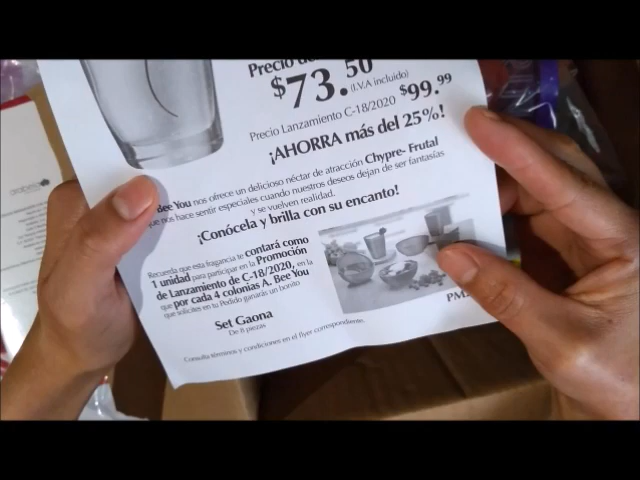 Precio de
$73.50
(I.V.A incluido)
Precio Lanzamiento C-18/2020 $99.99
¡AHORRA más del 25%!
Bee You nos ofrece un delicioso néctar de atracción Chypre- Frutal
que nos hace sentir especiales cuando nuestros deseos dejan de ser fantasías
y se vuelven realidad.
¡Conócela y brilla con su encanto!
Recuerda que esta fragancia te contará como
1 unidad para participar en la Promoción
de Lanzamiento de C-18/2020, en la
que por cada 4 colonias A. Bee You
que solicites en tu Pedido ganarás un bonito
Set Gaona
De 8 piezas
Consulta términos y condiciones en el flyer correspondiente.
arabela